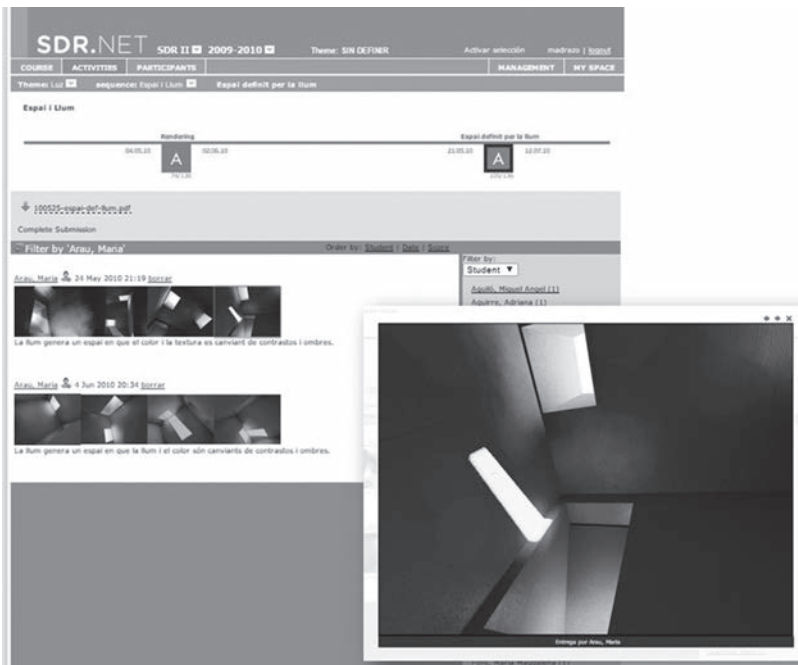 SDR.NET SDR II 2009-2010 Theme: SIN DEFINIR Activar selección madrazo | logout
COURSE ACTIVITIES PARTICIPANTS MANAGEMENT MY SPACE
Theme: Luz sequence: Espai i Llum Espai definit per la llum
Espai i Llum
Rendering Espai definit per la llum
04.05.10 A 02.06.10 21.05.10 A 12.07.10
100525-espai-def-llum.pdf
Complete Submission
Filter by 'Arau, Maria' Order by: Student | Date | Score
Filter by:
Student
Arau, Maria 24 May 2010 21:19 borrar
Aguiló, Miquel Angel (1)
Aguirre, Adriana (1)
La llum genera un espai en que el color i la textura es canviant de contrastos i ombres.
Arau, Maria 4 Jun 2010 20:34 borrar
La llum genera un espai en que la llum i el color són canviants de contrastos i ombres.
Entrega por Arau, Maria